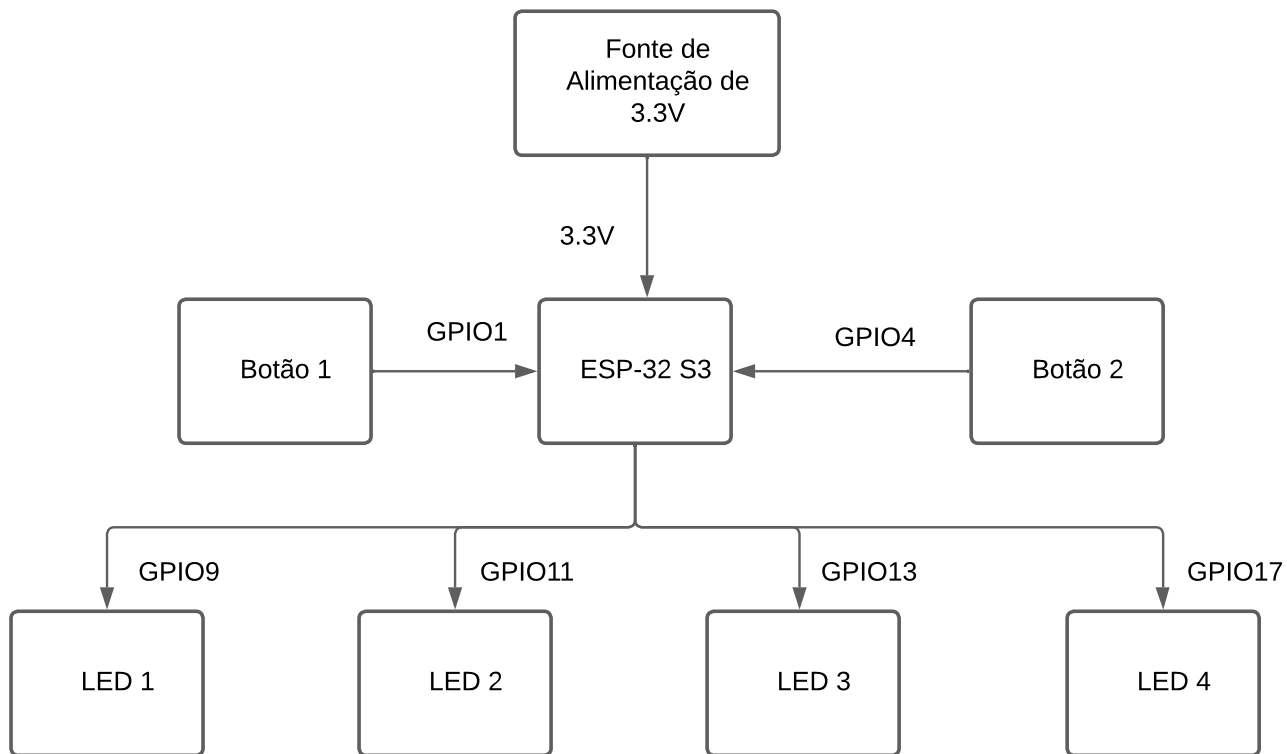 Fonte de
Alimentação de
3.3V
3.3V
Botão 1
GPIO1
ESP-32 S3
GPIO4
Botão 2
GPIO9
GPIO11
GPIO13
GPIO17
LED 1
LED 2
LED 3
LED 4